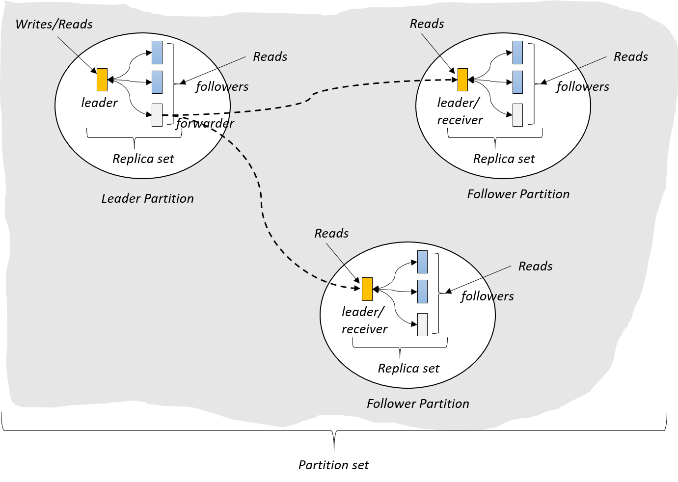 Writes/Reads
Reads
followers
leader
forwarder
Replica set
Leader Partition
Reads
Reads
followers
leader/
receiver
Replica set
Follower Partition
Reads
Reads
followers
leader/
receiver
Replica set
Follower Partition
Partition set